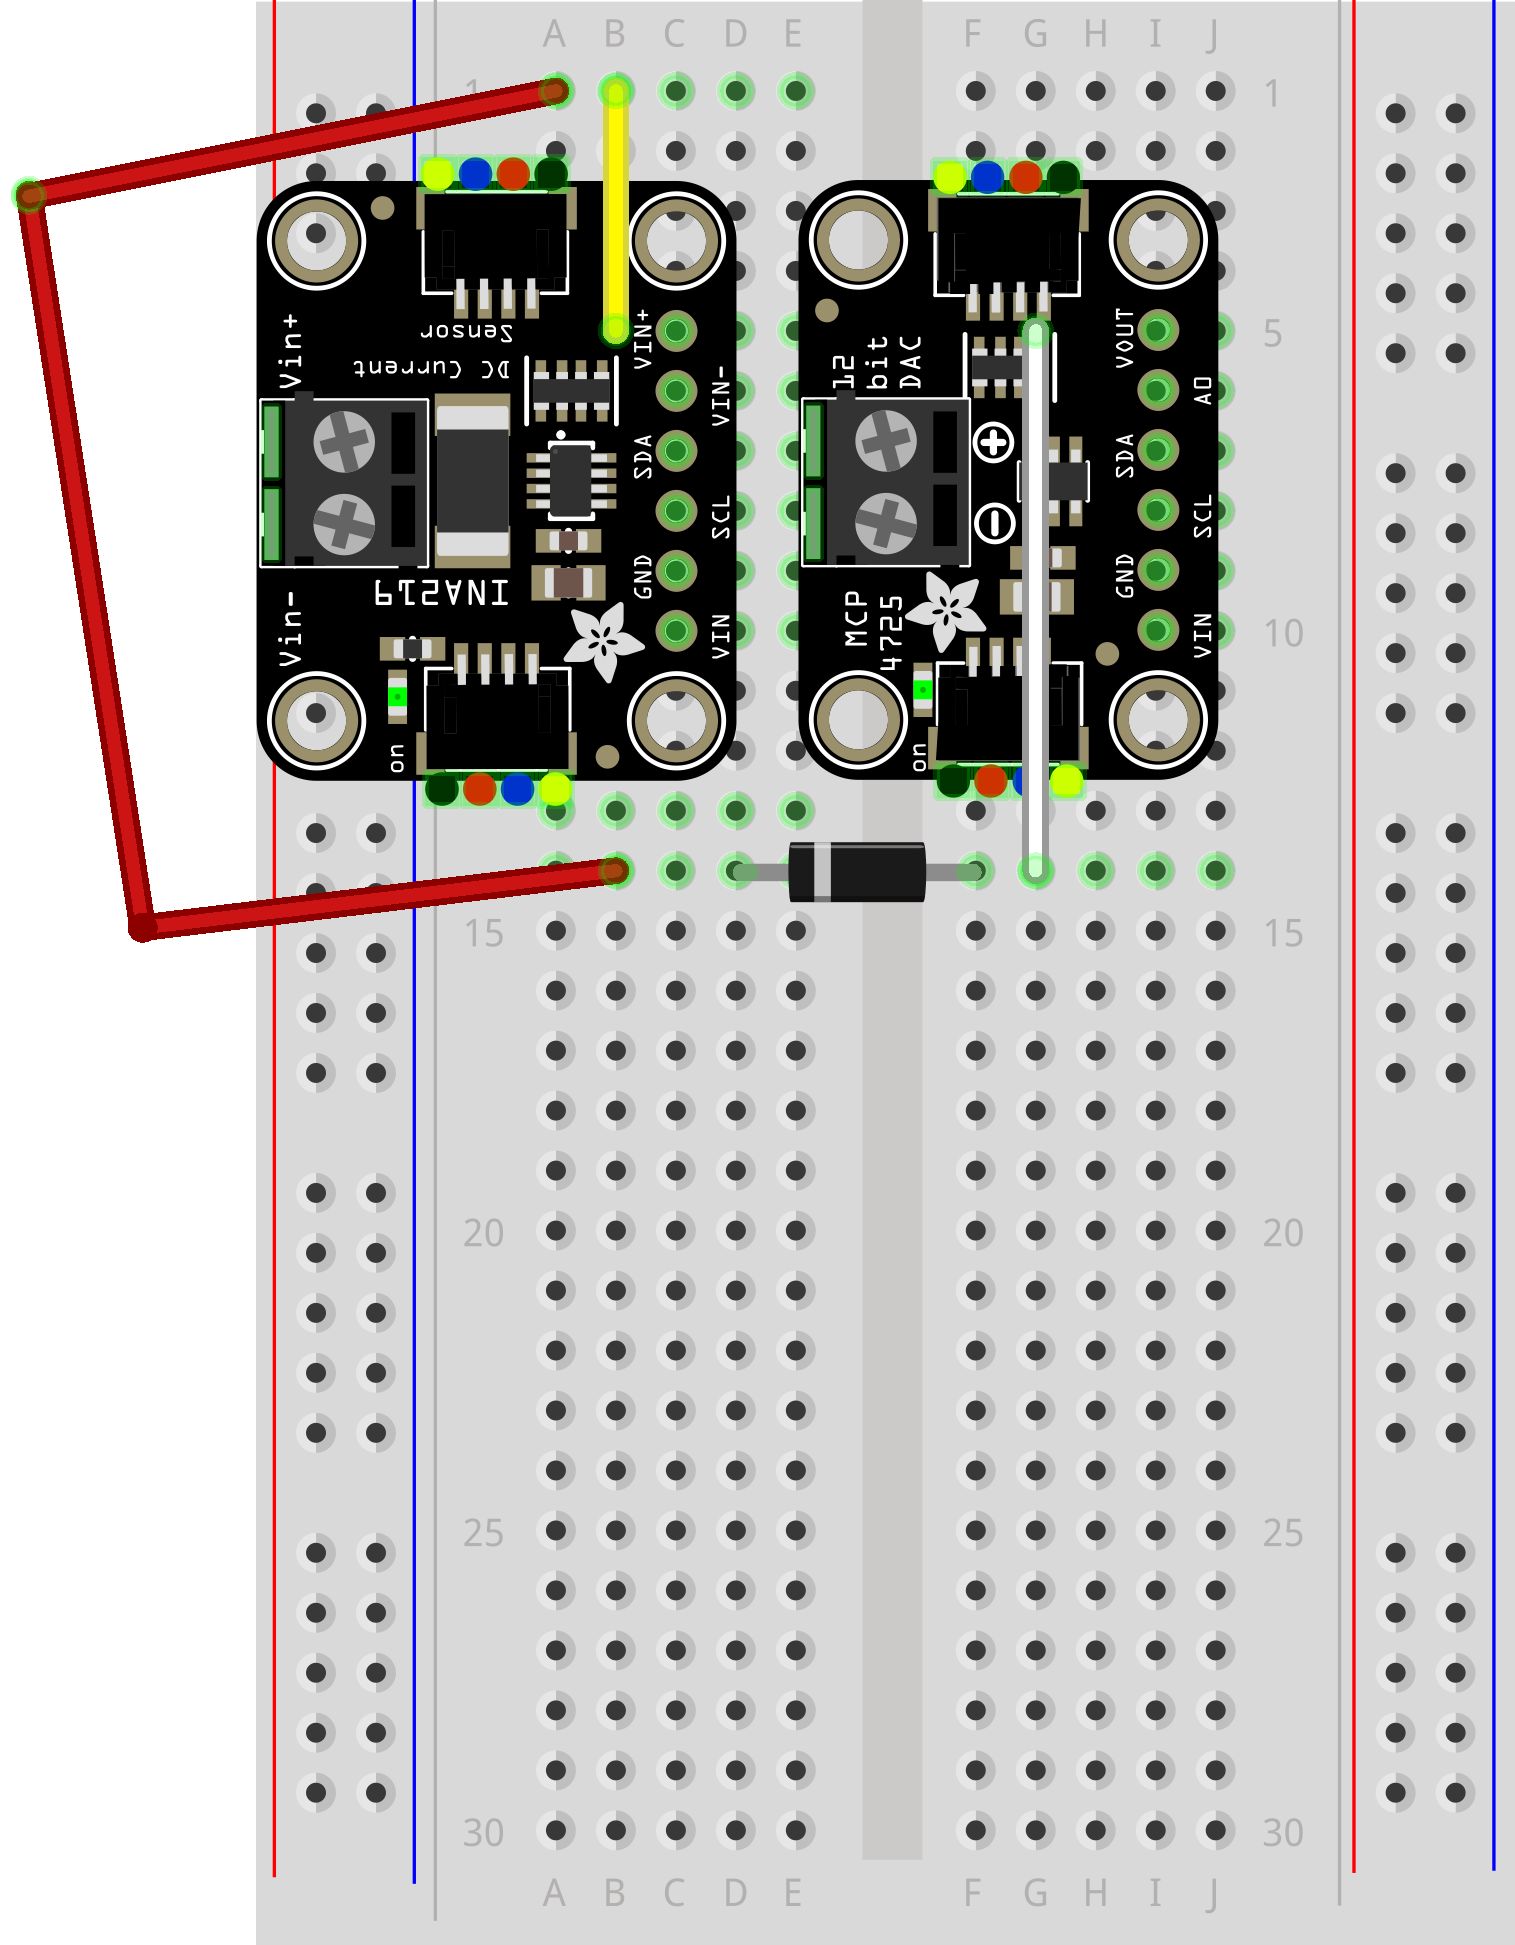 A B C D E F G H I J
1 1
Vin+
Sensor
DC Current
VIN+
VIN-
SDA
SCL
GND
VIN
INA219
Vin-
on
12
bit
DAC
VOUT
A0
SDA
SCL
GND
VIN
MCP
4725
on
5
10
15 15
20 20
25 25
30 30
A B C D E F G H I J